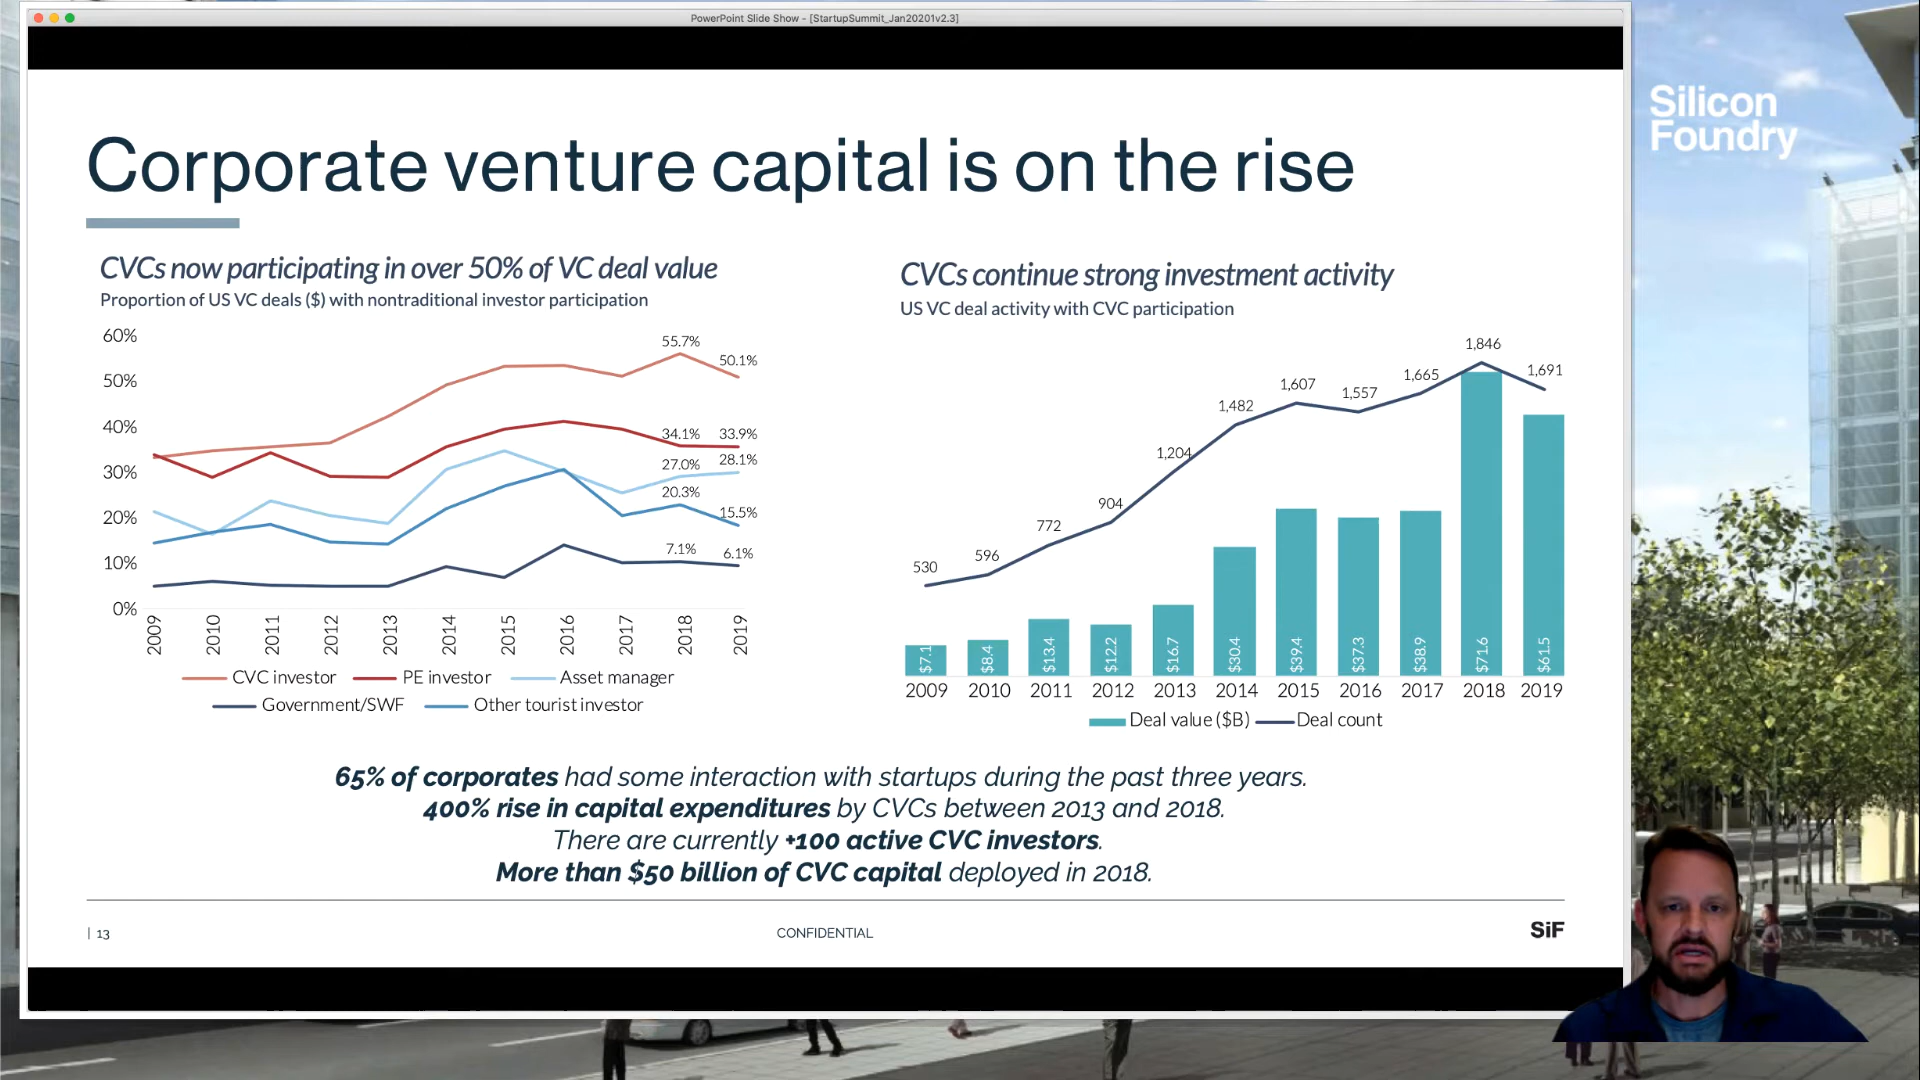 PowerPoint Slide Show - [StartupSummit_Jan20201v2.3]
Silicon
Foundry
Corporate venture capital is on the rise
CVCs now participating in over 50% of VC deal value
Proportion of US VC deals ($) with nontraditional investor participation
60%
50%
40%
30%
20%
10%
0%
55.7%
50.1%
34.1%
33.9%
27.0%
28.1%
20.3%
15.5%
7.1%
6.1%
2009
2010
2011
2012
2013
2014
2015
2016
2017
2018
2019
CVC investor
PE investor
Asset manager
Government/SWF
Other tourist investor
CVCs continue strong investment activity
US VC deal activity with CVC participation
530
596
772
904
1,204
1,482
1,607
1,557
1,665
1,846
1,691
$7.1
$8.4
$13.4
$12.2
$16.7
$30.4
$39.4
$37.3
$38.9
$71.6
$61.5
2009
2010
2011
2012
2013
2014
2015
2016
2017
2018
2019
Deal value ($B)
Deal count
65% of corporates had some interaction with startups during the past three years.
400% rise in capital expenditures by CVCs between 2013 and 2018.
There are currently +100 active CVC investors.
More than $50 billion of CVC capital deployed in 2018.
| 13
CONFIDENTIAL
SiF